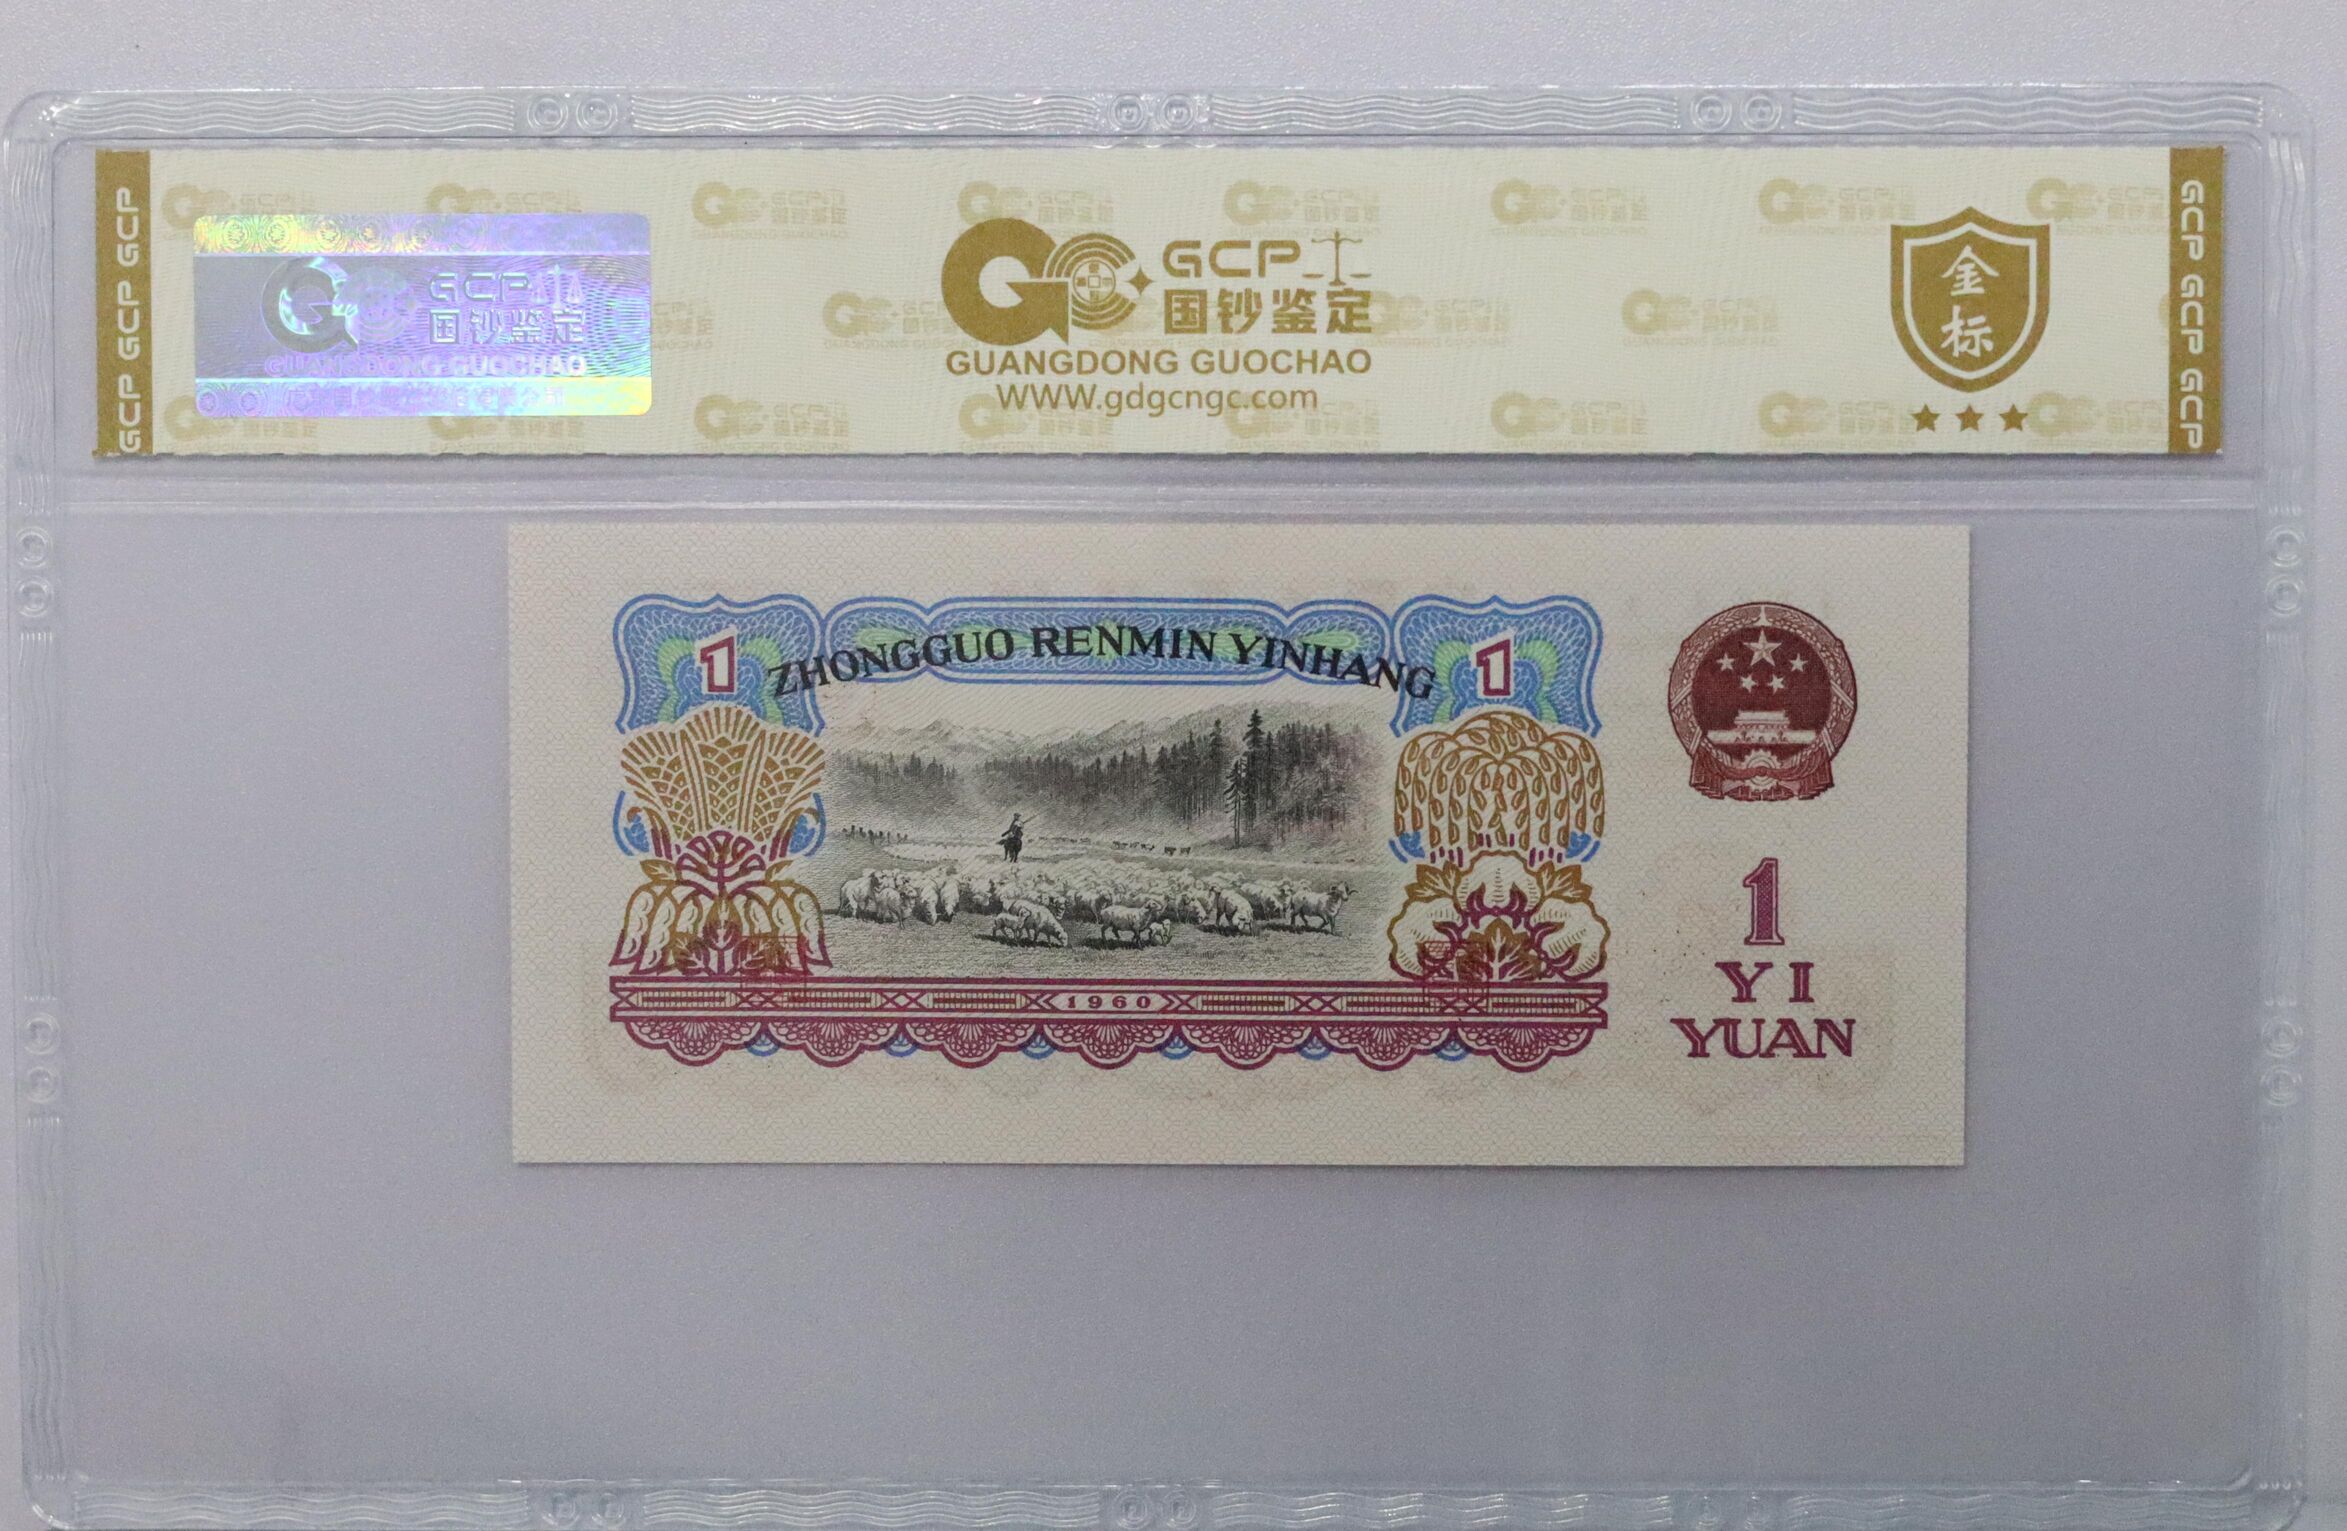 GCP GCP GCP
GCP
国钞鉴定
GUANGDONG GUOCHAO
GCP
国钞鉴定
GUANGDONG GUOCHAO
WWW.gdgcngc.com
金
标
GCP GCP GCP
ZHONGGUO RENMIN YINHANG
1
1
1960
1
YI
YUAN